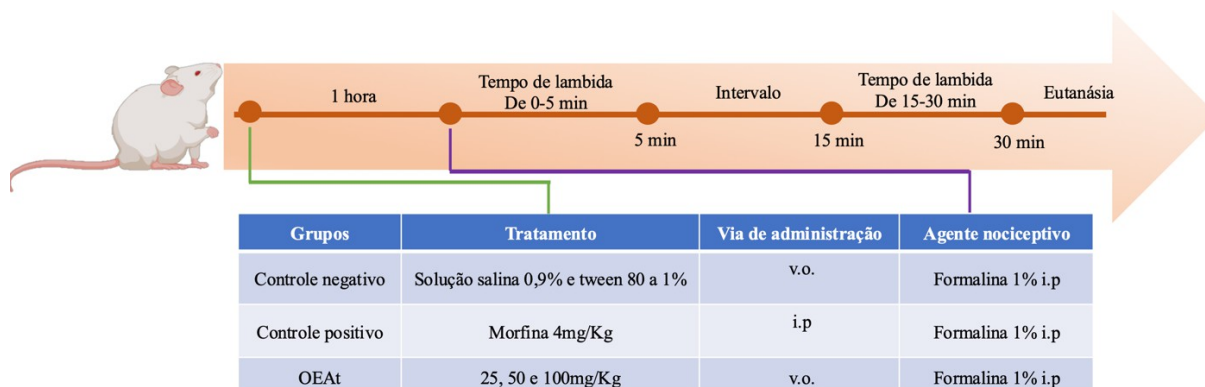 1 hora
Tempo de lambida
De 0-5 min
Intervalo
Tempo de lambida
De 15-30 min
Eutanásia
5 min
15 min
30 min
Grupos Tratamento Via de administração Agente nociceptivo
Controle negativo Solução salina 0,9% e tween 80 a 1% v.o. Formalina 1% i.p
Controle positivo Morfina 4mg/Kg i.p Formalina 1% i.p
OEAt 25, 50 e 100mg/Kg v.o. Formalina 1% i.p